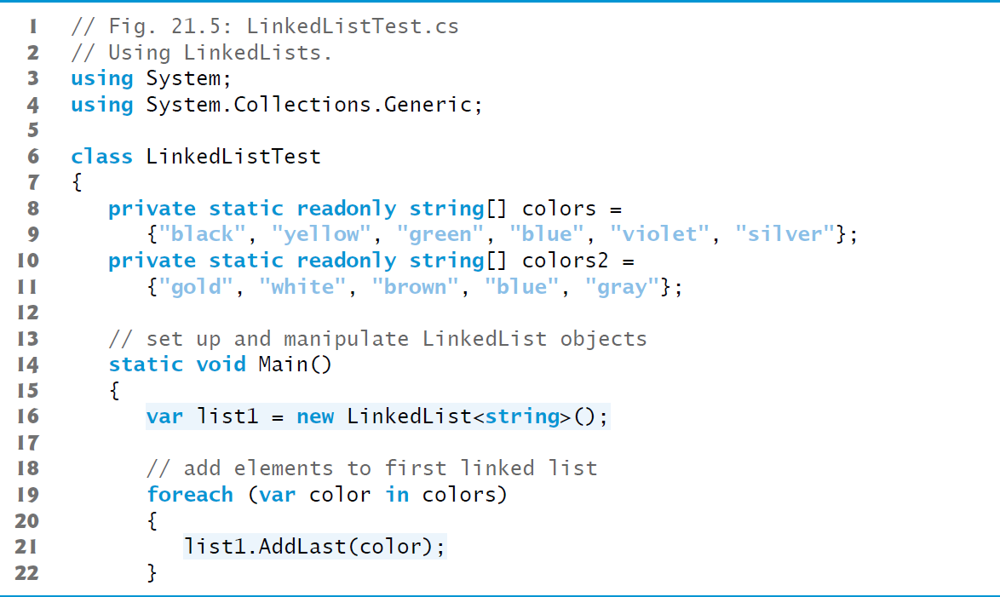 1 // Fig. 21.5: LinkedListTest.cs
2 // Using LinkedLists.
3 using System;
4 using System.Collections.Generic;
5
6 class LinkedListTest
7 {
8 private static readonly string[] colors =
9 {"black", "yellow", "green", "blue", "violet", "silver"};
10 private static readonly string[] colors2 =
11 {"gold", "white", "brown", "blue", "gray"};
12
13 // set up and manipulate LinkedList objects
14 static void Main()
15 {
16 var list1 = new LinkedList<string>();
17
18 // add elements to first linked list
19 foreach (var color in colors)
20 {
21 list1.AddLast(color);
22 }